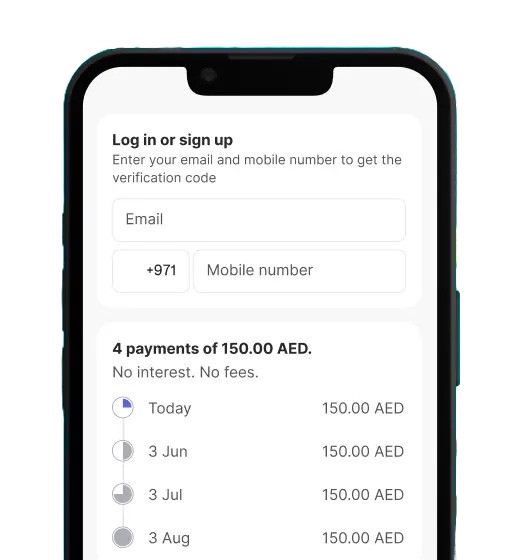 Log in or sign up
Enter your email and mobile number to get the
verification code
Email
+971 Mobile number
4 payments of 150.00 AED.
No interest. No fees.
Today 150.00 AED
3 Jun 150.00 AED
3 Jul 150.00 AED
3 Aug 150.00 AED